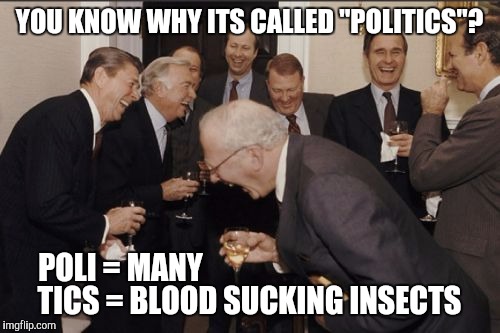 YOU KNOW WHY ITS CALLED "POLITICS"?
POLI = MANY
TICS = BLOOD SUCKING INSECTS
imgflip.com